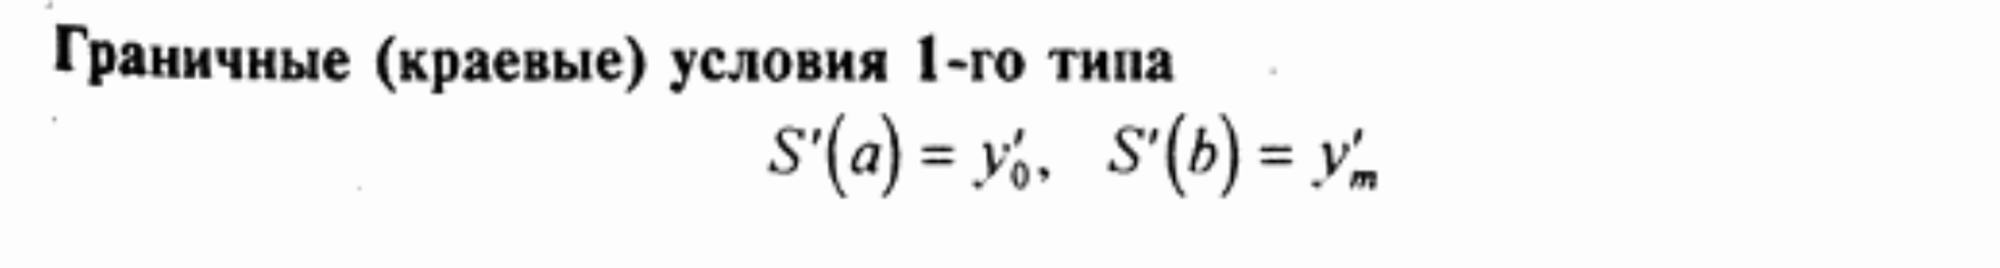 Граничные (краевые) условия 1-го типа
S′(a) = y′₀, S′(b) = y′ₘ